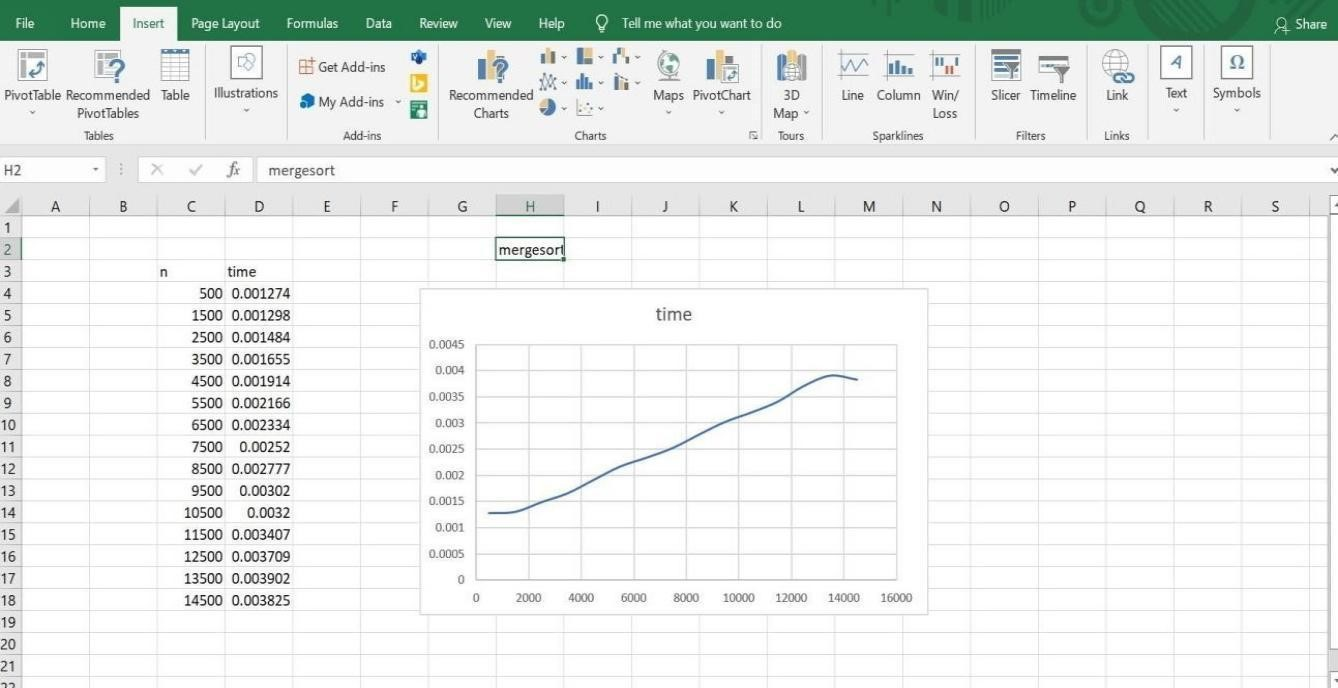 File Home Insert Page Layout Formulas Data Review View Help Tell me what you want to do Share
PivotTable Recommended PivotTables Table Illustrations Get Add-ins My Add-ins Recommended Charts Maps PivotChart 3D Map Line Column Win/Loss Slicer Timeline Link Text Symbols
Tables Add-ins Charts Tours Sparklines Filters Links
H2 fx mergesort
A B C D E F G H I J K L M N O P Q R S
1
2 mergesort
3 n time
4 500 0.001274
5 1500 0.001298
6 2500 0.001484
7 3500 0.001655
8 4500 0.001914
9 5500 0.002166
10 6500 0.002334
11 7500 0.00252
12 8500 0.002777
13 9500 0.00302
14 10500 0.0032
15 11500 0.003407
16 12500 0.003709
17 13500 0.003902
18 14500 0.003825
19
20
21
22
time
0.0045
0.004
0.0035
0.003
0.0025
0.002
0.0015
0.001
0.0005
0
0 2000 4000 6000 8000 10000 12000 14000 16000